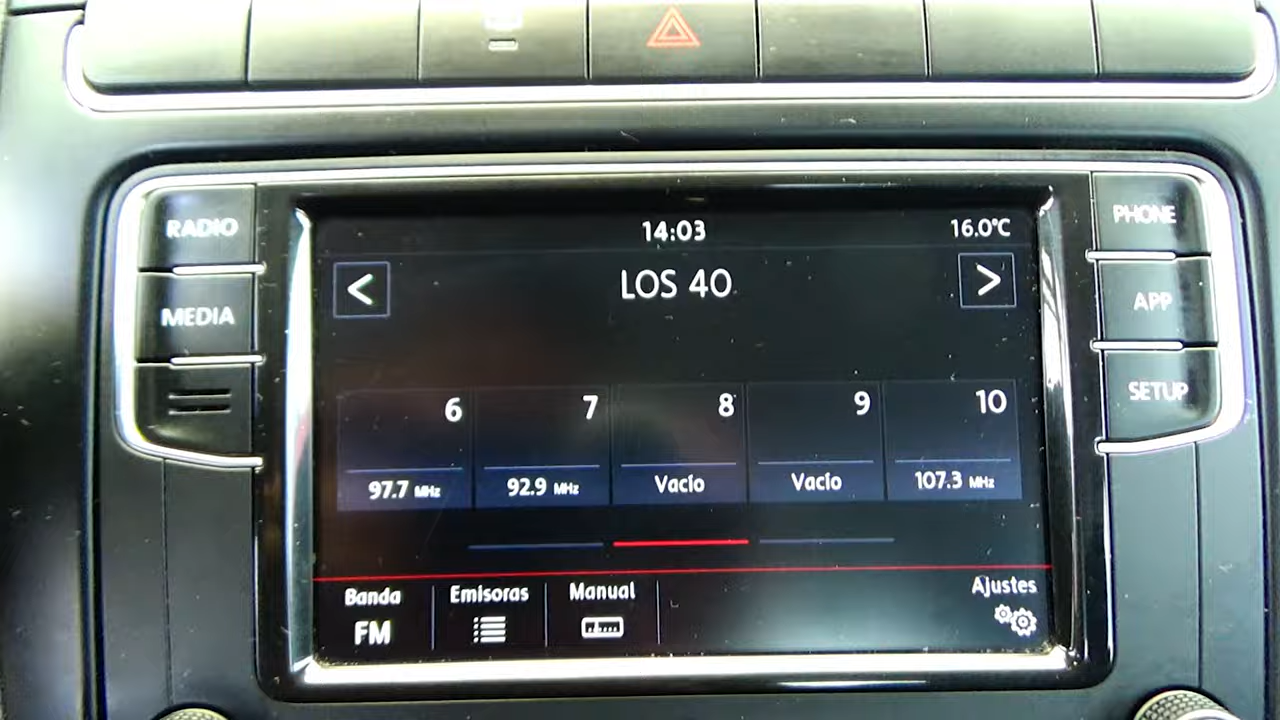 RADIO
MEDIA
PHONE
APP
SETUP
14:03 16.0°C
< LOS 40 >
6 7 8 9 10
97.7 MHz 92.9 MHz Vacío Vacío 107.3 MHz
Banda Emisoras Manual Ajustes
FM